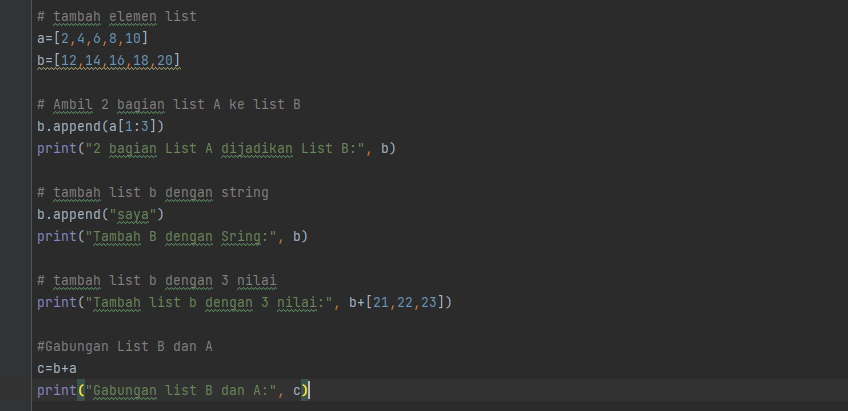 # tambah elemen list
a=[2,4,6,8,10]
b=[12,14,16,18,20]
# Ambil 2 bagian list A ke list B
b.append(a[1:3])
print("2 bagian List A dijadikan List B:", b)
# tambah list b dengan string
b.append("saya")
print("Tambah B dengan Sring:", b)
# tambah list b dengan 3 nilai
print("Tambah list b dengan 3 nilai:", b+[21,22,23])
#Gabungan List B dan A
c=b+a
print("Gabungan list B dan A:", c)